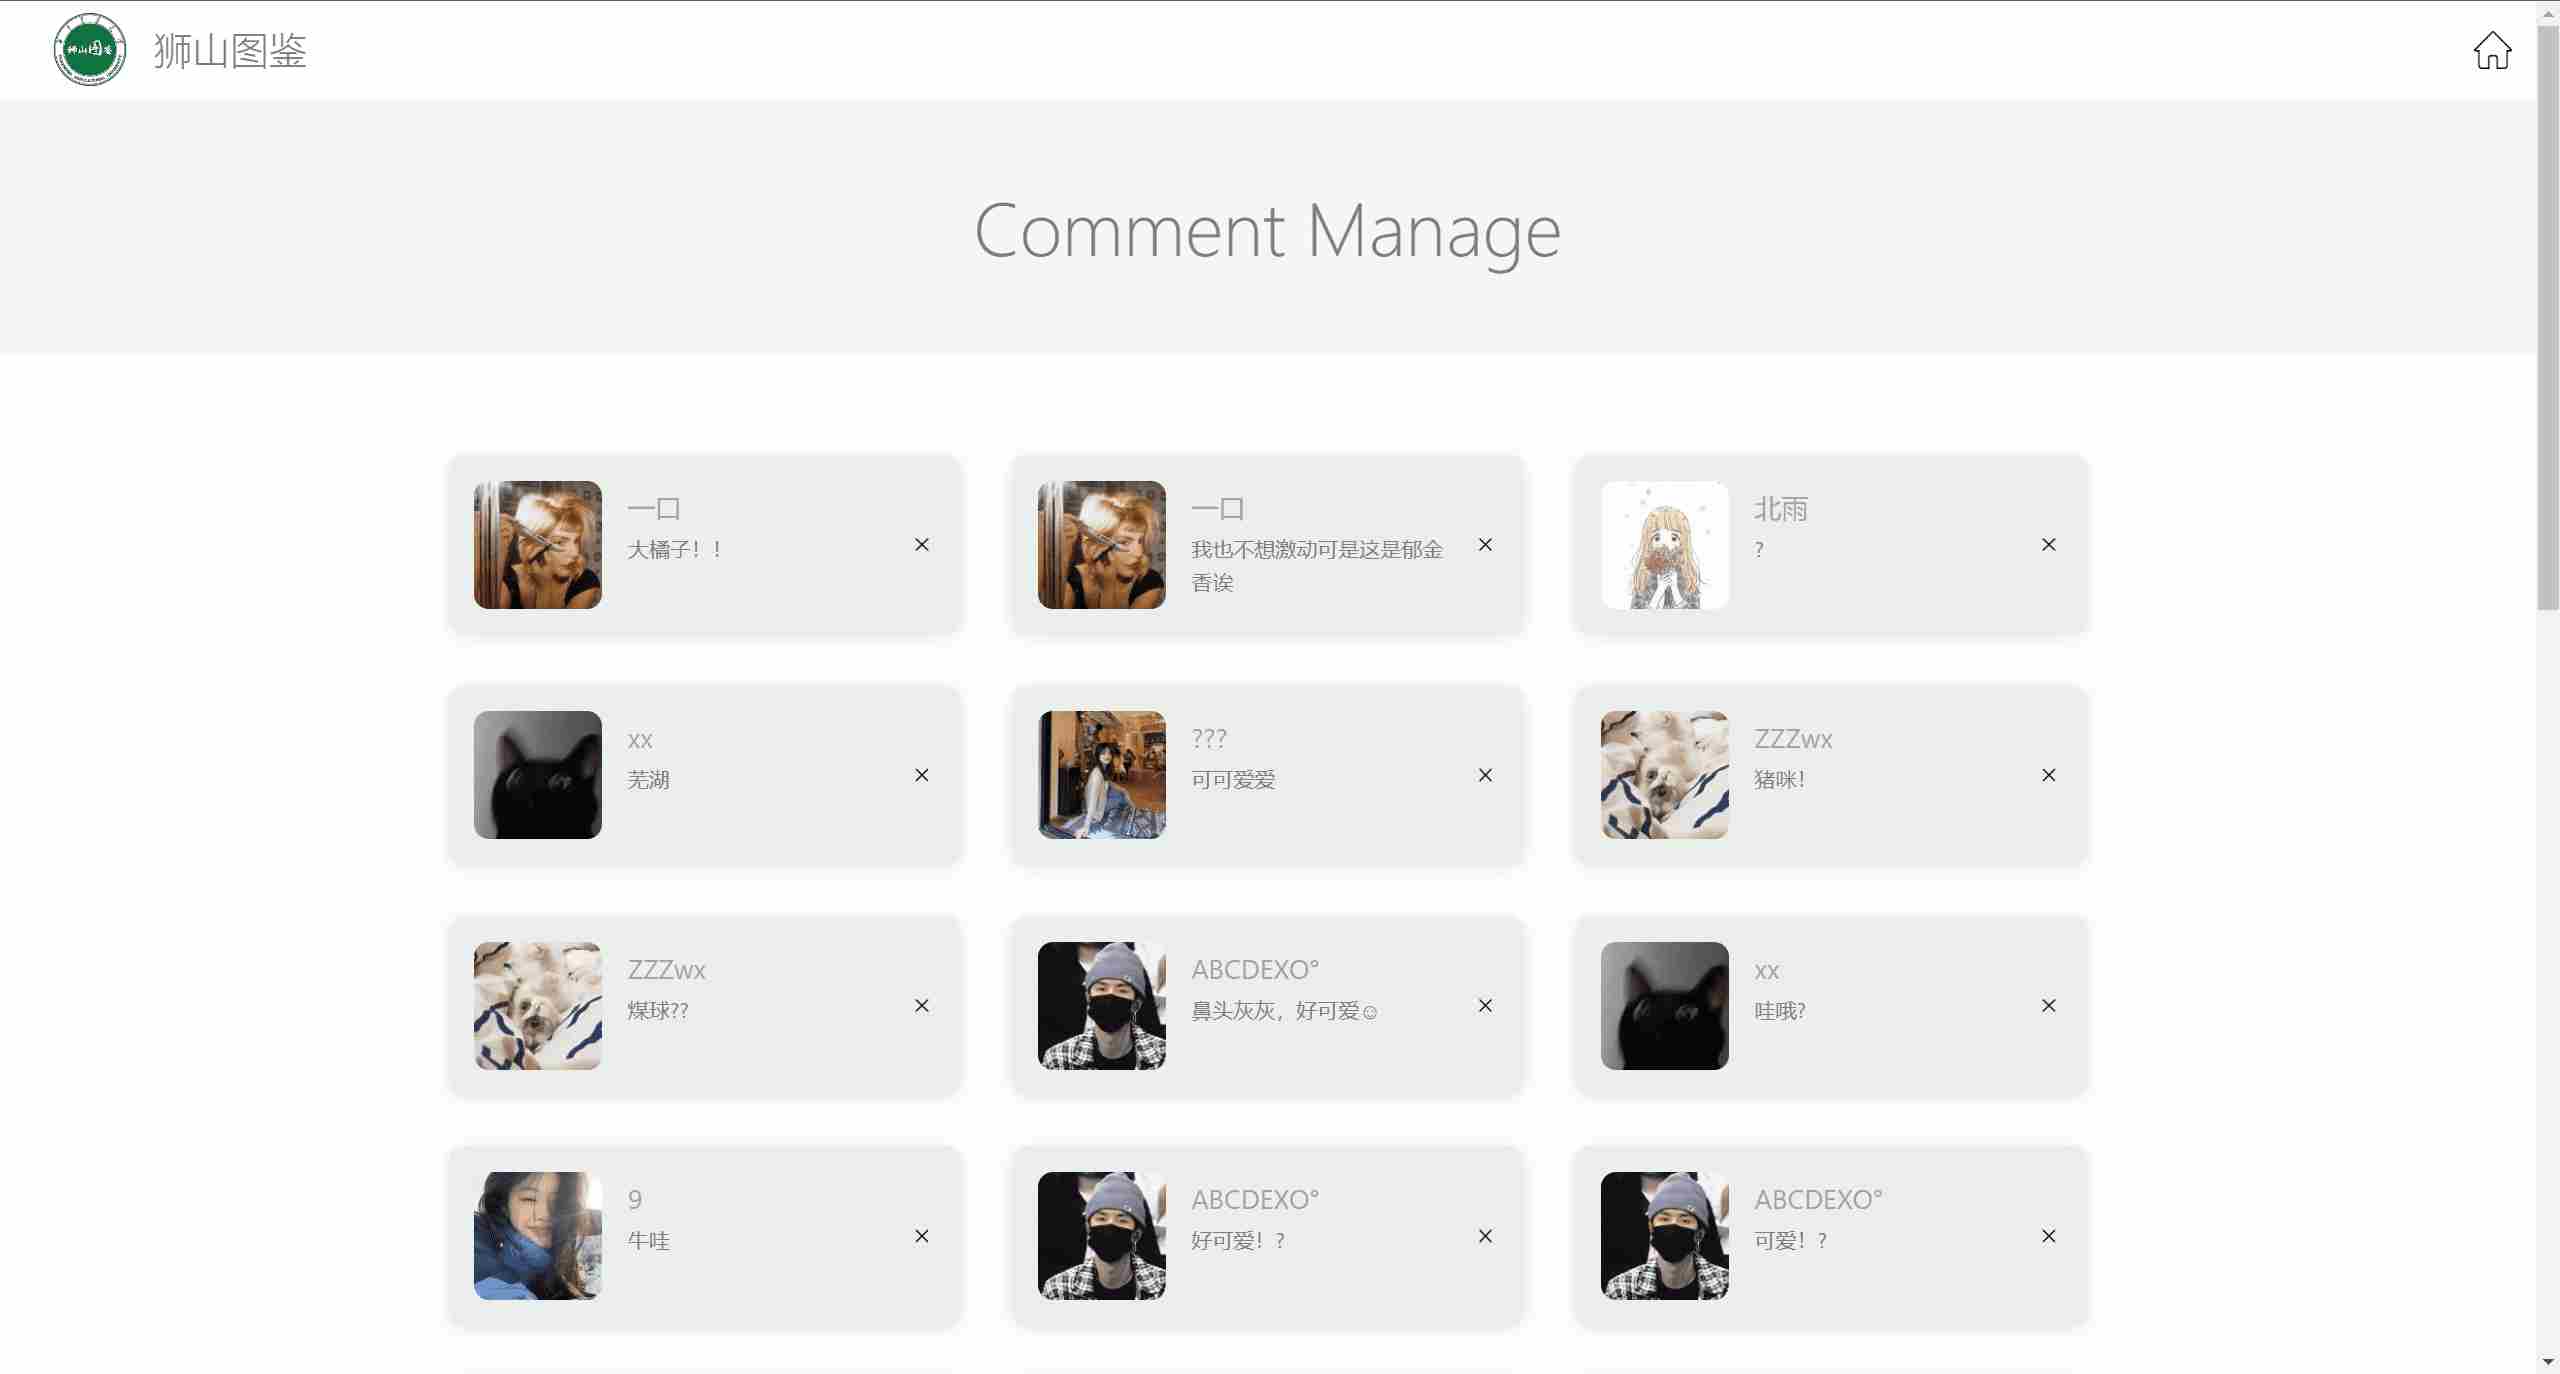 狮山图鉴
狮山图鉴
Comment Manage
一口
大橘子！！
一口
我也不想激动可是这是郁金
香诶
北雨
?
xx
芜湖
???
可可爱爱
ZZZwx
猪咪!
ZZZwx
煤球??
ABCDEXO°
鼻头灰灰，好可爱☺
xx
哇哦?
9
牛哇
ABCDEXO°
好可爱！?
ABCDEXO°
可爱！?